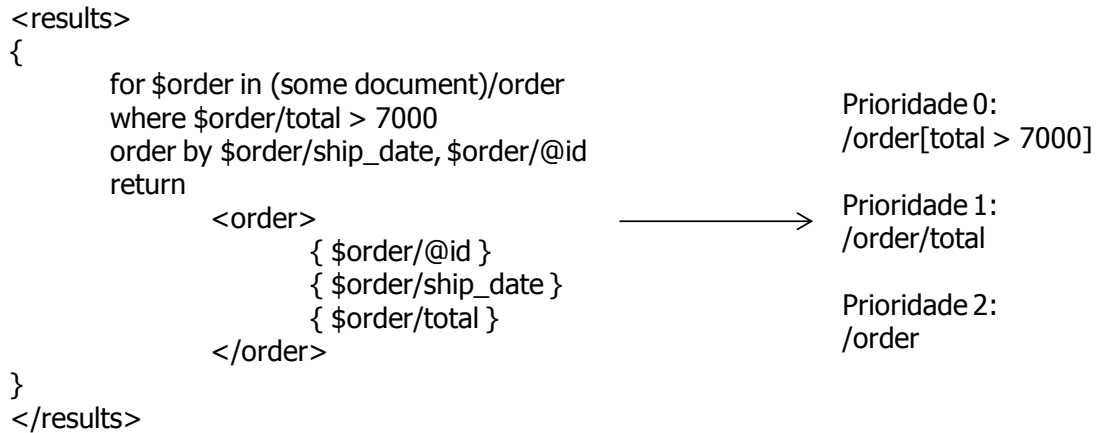 <results>
{
for $order in (some document)/order
where $order/total > 7000
order by $order/ship_date, $order/@id
return
<order>
{ $order/@id }
{ $order/ship_date }
{ $order/total }
</order>
}
</results>
Prioridade 0:
/order[total > 7000]
Prioridade 1:
/order/total
Prioridade 2:
/order